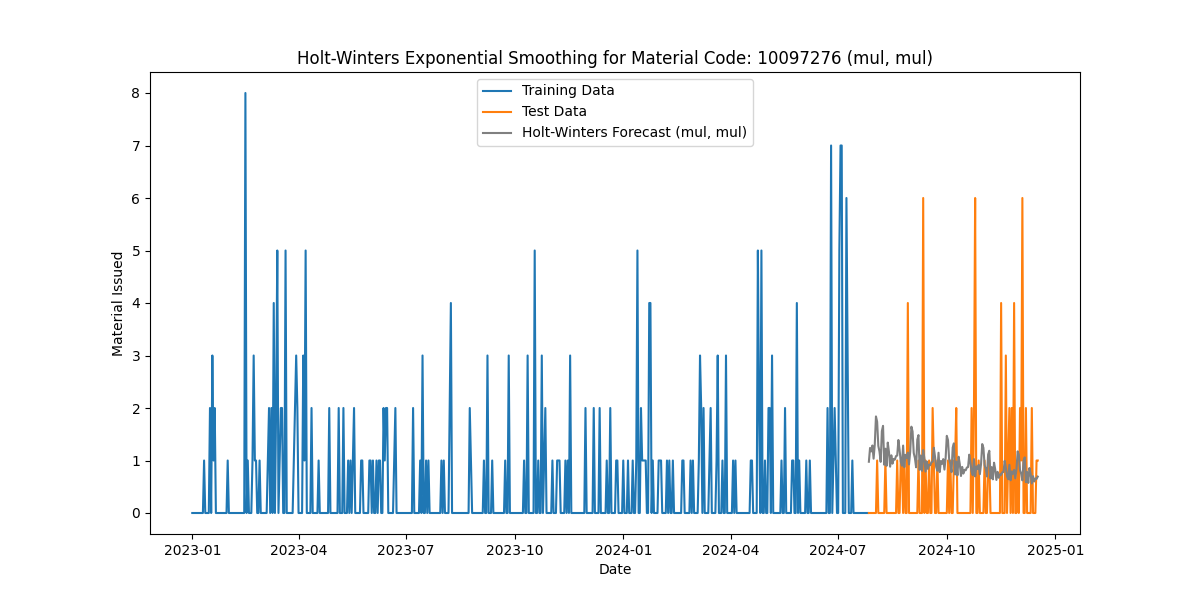 Holt-Winters Exponential Smoothing for Material Code: 10097276 (mul, mul)
Training Data
Test Data
Holt-Winters Forecast (mul, mul)
Material Issued
8
7
6
5
4
3
2
1
0
2023-01 2023-04 2023-07 2023-10 2024-01 2024-04 2024-07 2024-10 2025-01
Date